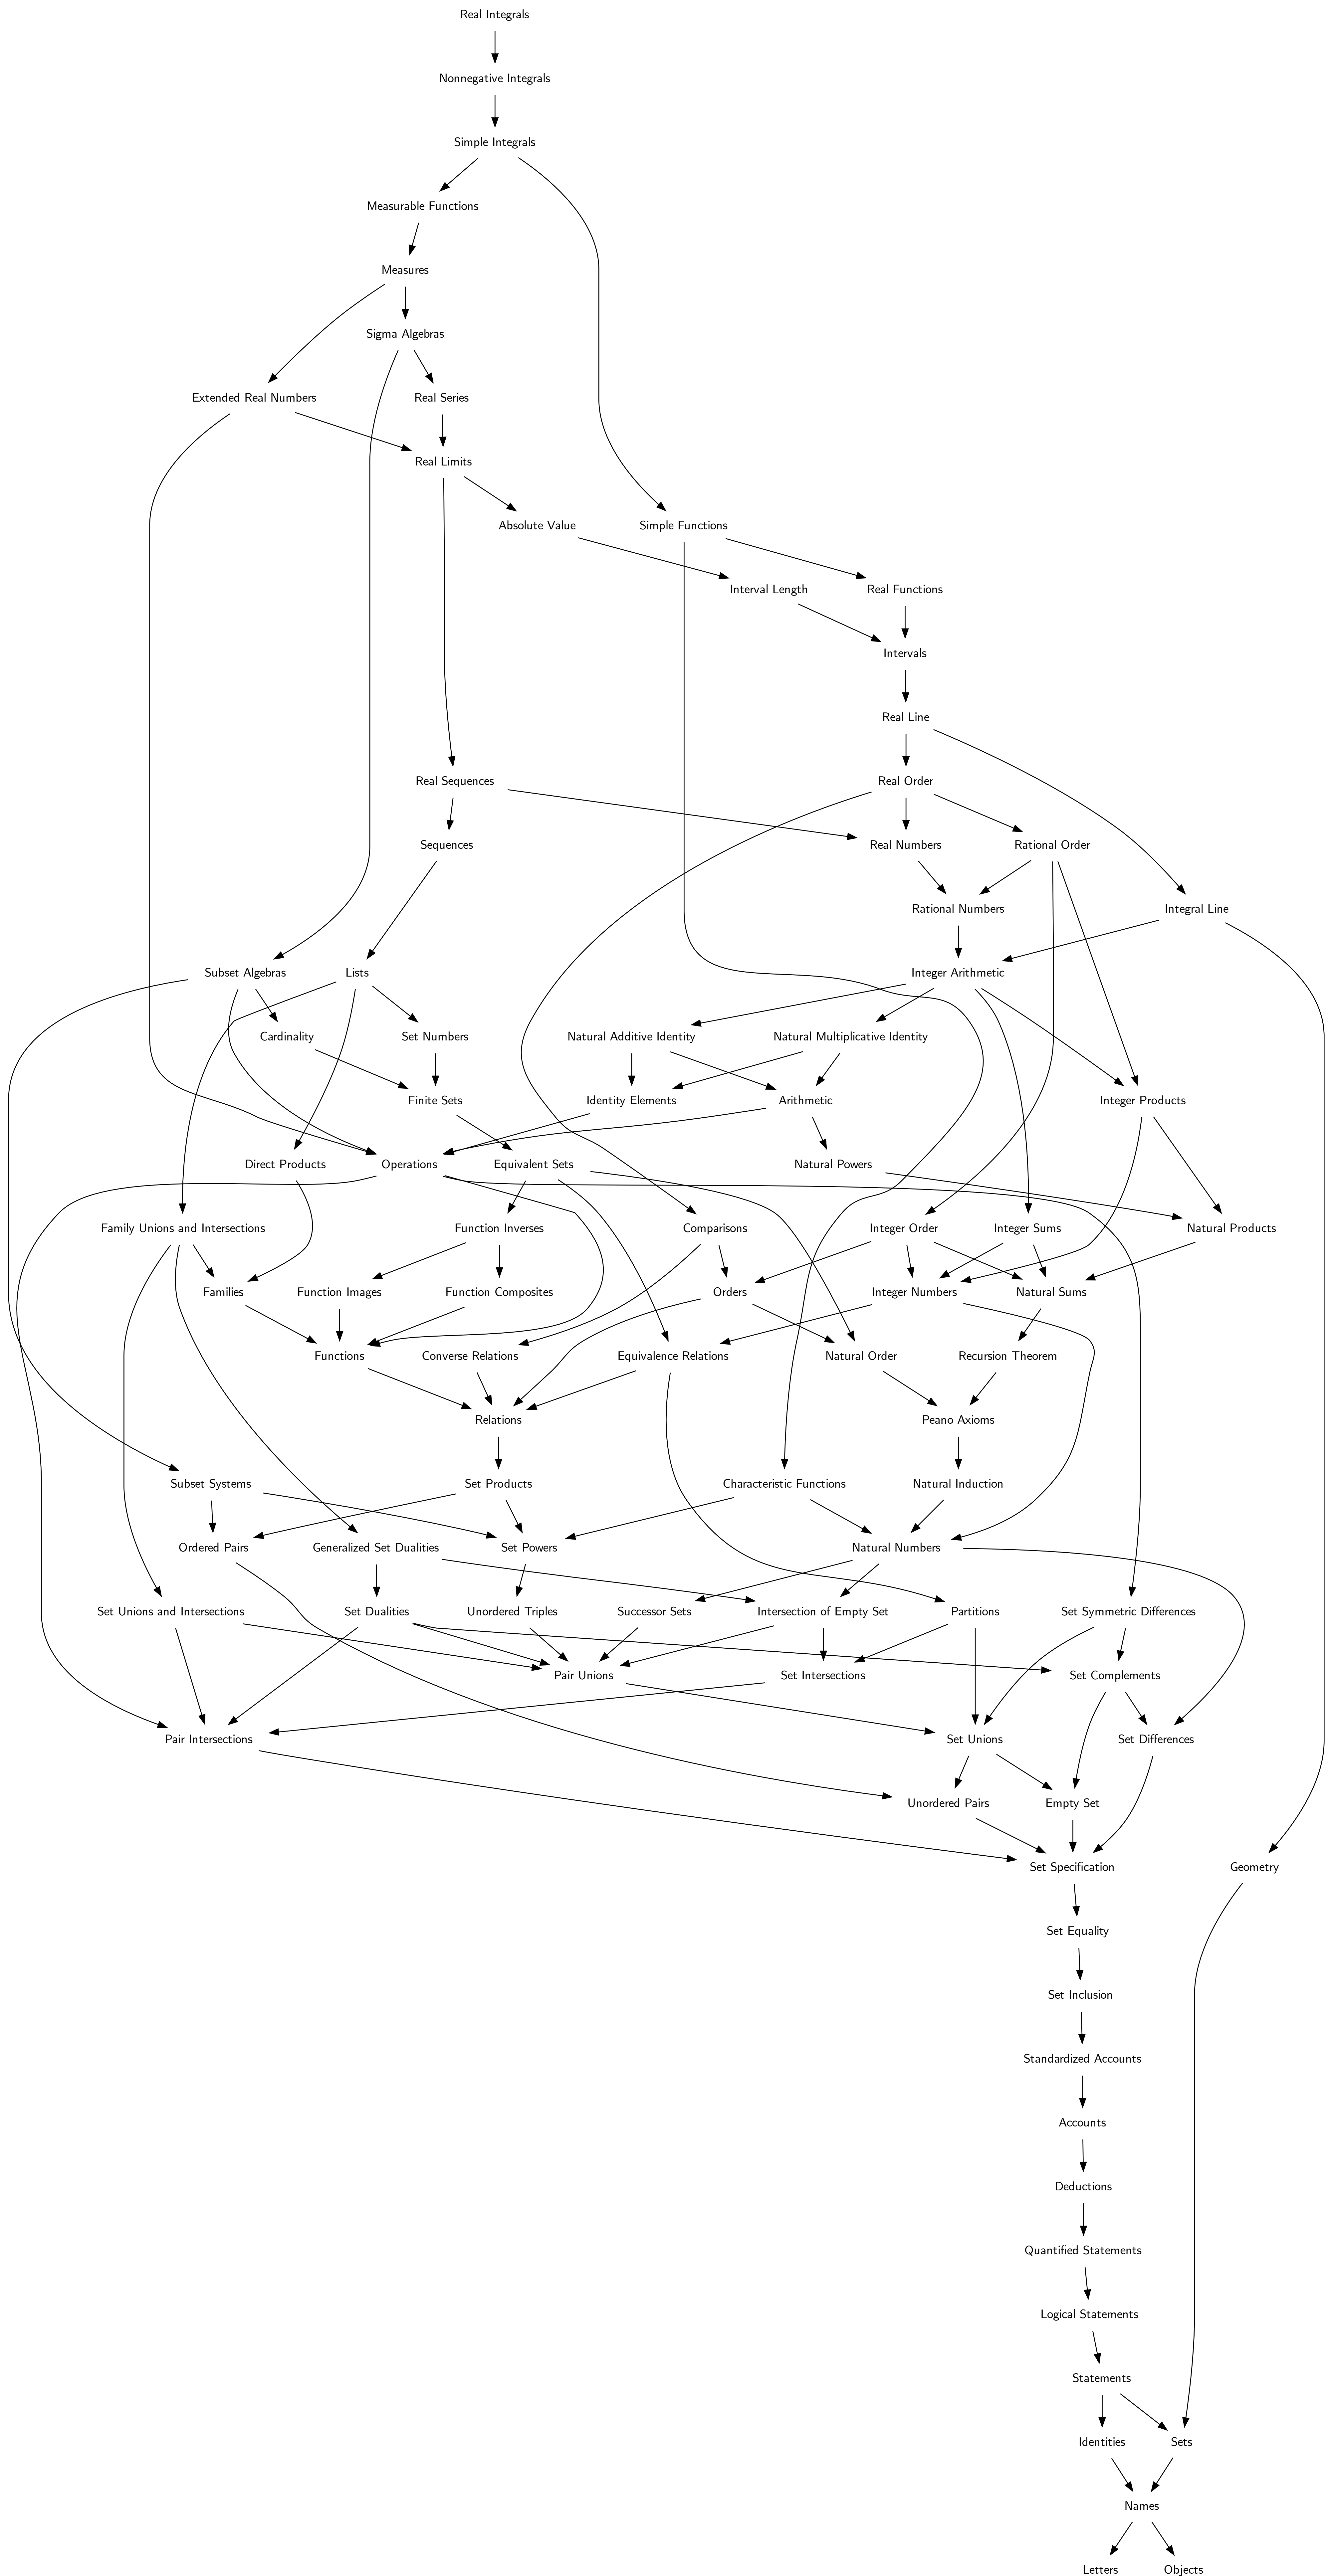 Real Integrals
Nonnegative Integrals
Simple Integrals
Measurable Functions
Measures
Sigma Algebras
Extended Real Numbers
Real Series
Real Limits
Absolute Value
Simple Functions
Interval Length
Real Functions
Intervals
Real Line
Real Sequences
Real Order
Sequences
Real Numbers
Rational Order
Rational Numbers
Integral Line
Subset Algebras
Lists
Integer Arithmetic
Cardinality
Set Numbers
Natural Additive Identity
Natural Multiplicative Identity
Finite Sets
Identity Elements
Arithmetic
Integer Products
Direct Products
Operations
Equivalent Sets
Natural Powers
Family Unions and Intersections
Function Inverses
Comparisons
Integer Order
Integer Sums
Natural Products
Families
Function Images
Function Composites
Orders
Integer Numbers
Natural Sums
Functions
Converse Relations
Equivalence Relations
Natural Order
Recursion Theorem
Relations
Peano Axioms
Subset Systems
Set Products
Characteristic Functions
Natural Induction
Ordered Pairs
Generalized Set Dualities
Set Powers
Natural Numbers
Set Unions and Intersections
Set Dualities
Unordered Triples
Successor Sets
Intersection of Empty Set
Partitions
Set Symmetric Differences
Pair Unions
Set Intersections
Set Complements
Pair Intersections
Set Unions
Set Differences
Unordered Pairs
Empty Set
Set Specification
Geometry
Set Equality
Set Inclusion
Standardized Accounts
Accounts
Deductions
Quantified Statements
Logical Statements
Statements
Identities
Sets
Names
Letters
Objects